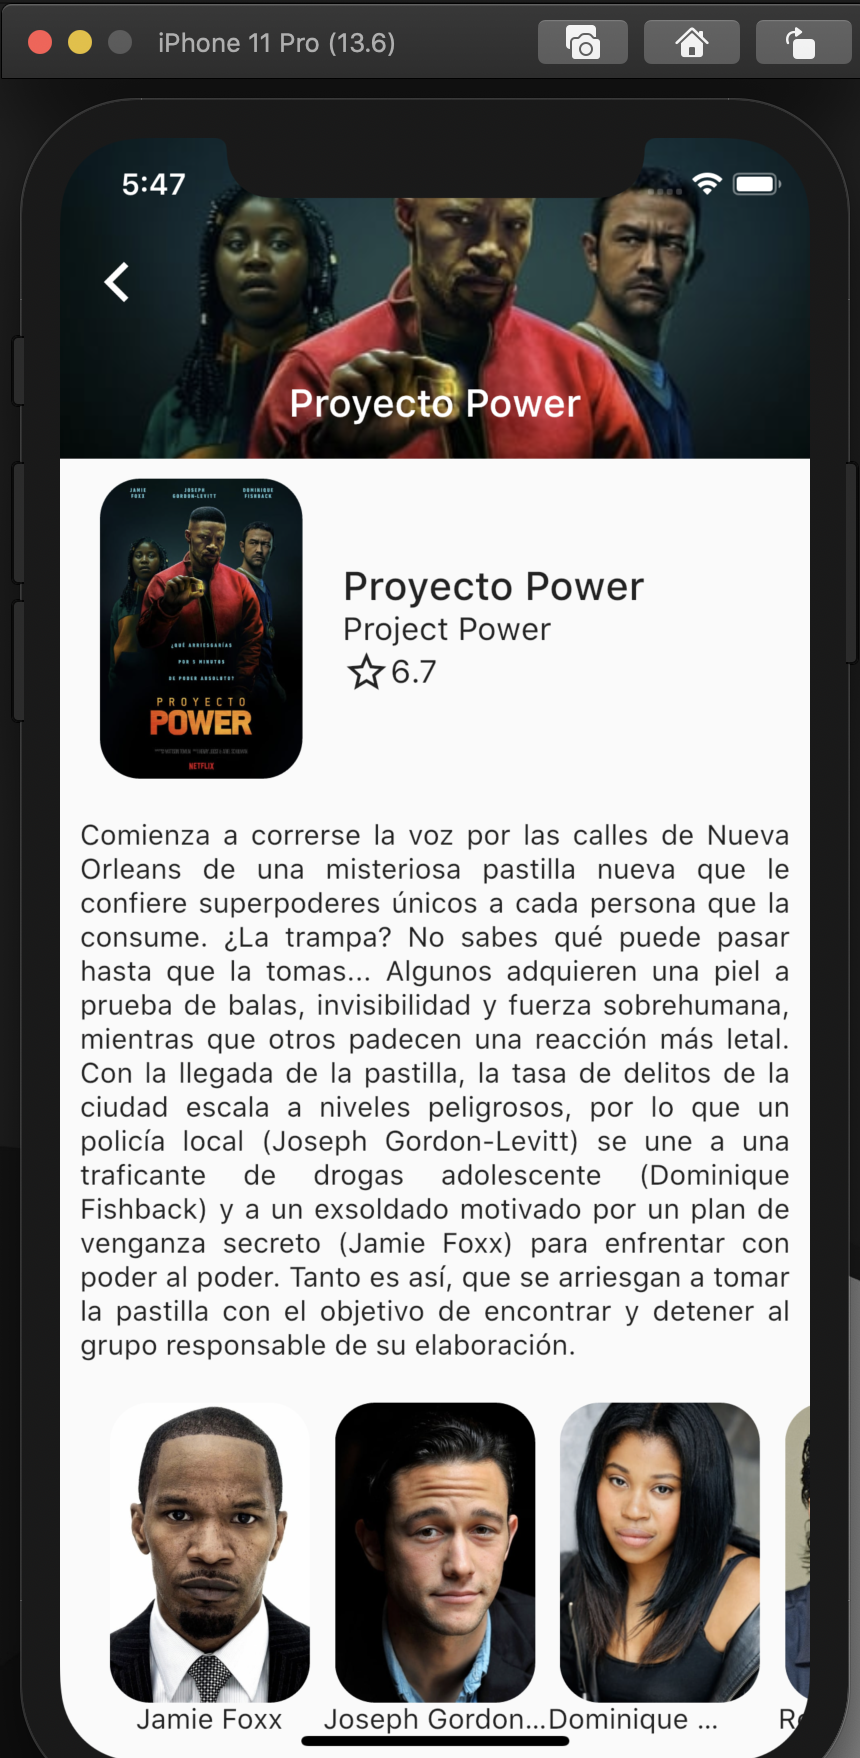 iPhone 11 Pro (13.6)
5:47
Proyecto Power
JAMIE FOXX
JOSEPH GORDON-LEVITT
DOMINIQUE FISHBACK
¿QUÉ ARRIESGARÍAS
POR 5 MINUTOS
DE PODER ABSOLUTO?
PROYECTO
POWER
NETFLIX
Proyecto Power
Project Power
6.7
Comienza a correrse la voz por las calles de Nueva
Orleans de una misteriosa pastilla nueva que le
confiere superpoderes únicos a cada persona que la
consume. ¿La trampa? No sabes qué puede pasar
hasta que la tomas... Algunos adquieren una piel a
prueba de balas, invisibilidad y fuerza sobrehumana,
mientras que otros padecen una reacción más letal.
Con la llegada de la pastilla, la tasa de delitos de la
ciudad escala a niveles peligrosos, por lo que un
policía local (Joseph Gordon-Levitt) se une a una
traficante de drogas adolescente (Dominique
Fishback) y a un exsoldado motivado por un plan de
venganza secreto (Jamie Foxx) para enfrentar con
poder al poder. Tanto es así, que se arriesgan a tomar
la pastilla con el objetivo de encontrar y detener al
grupo responsable de su elaboración.
Jamie Foxx
Joseph Gordon...
Dominique ...